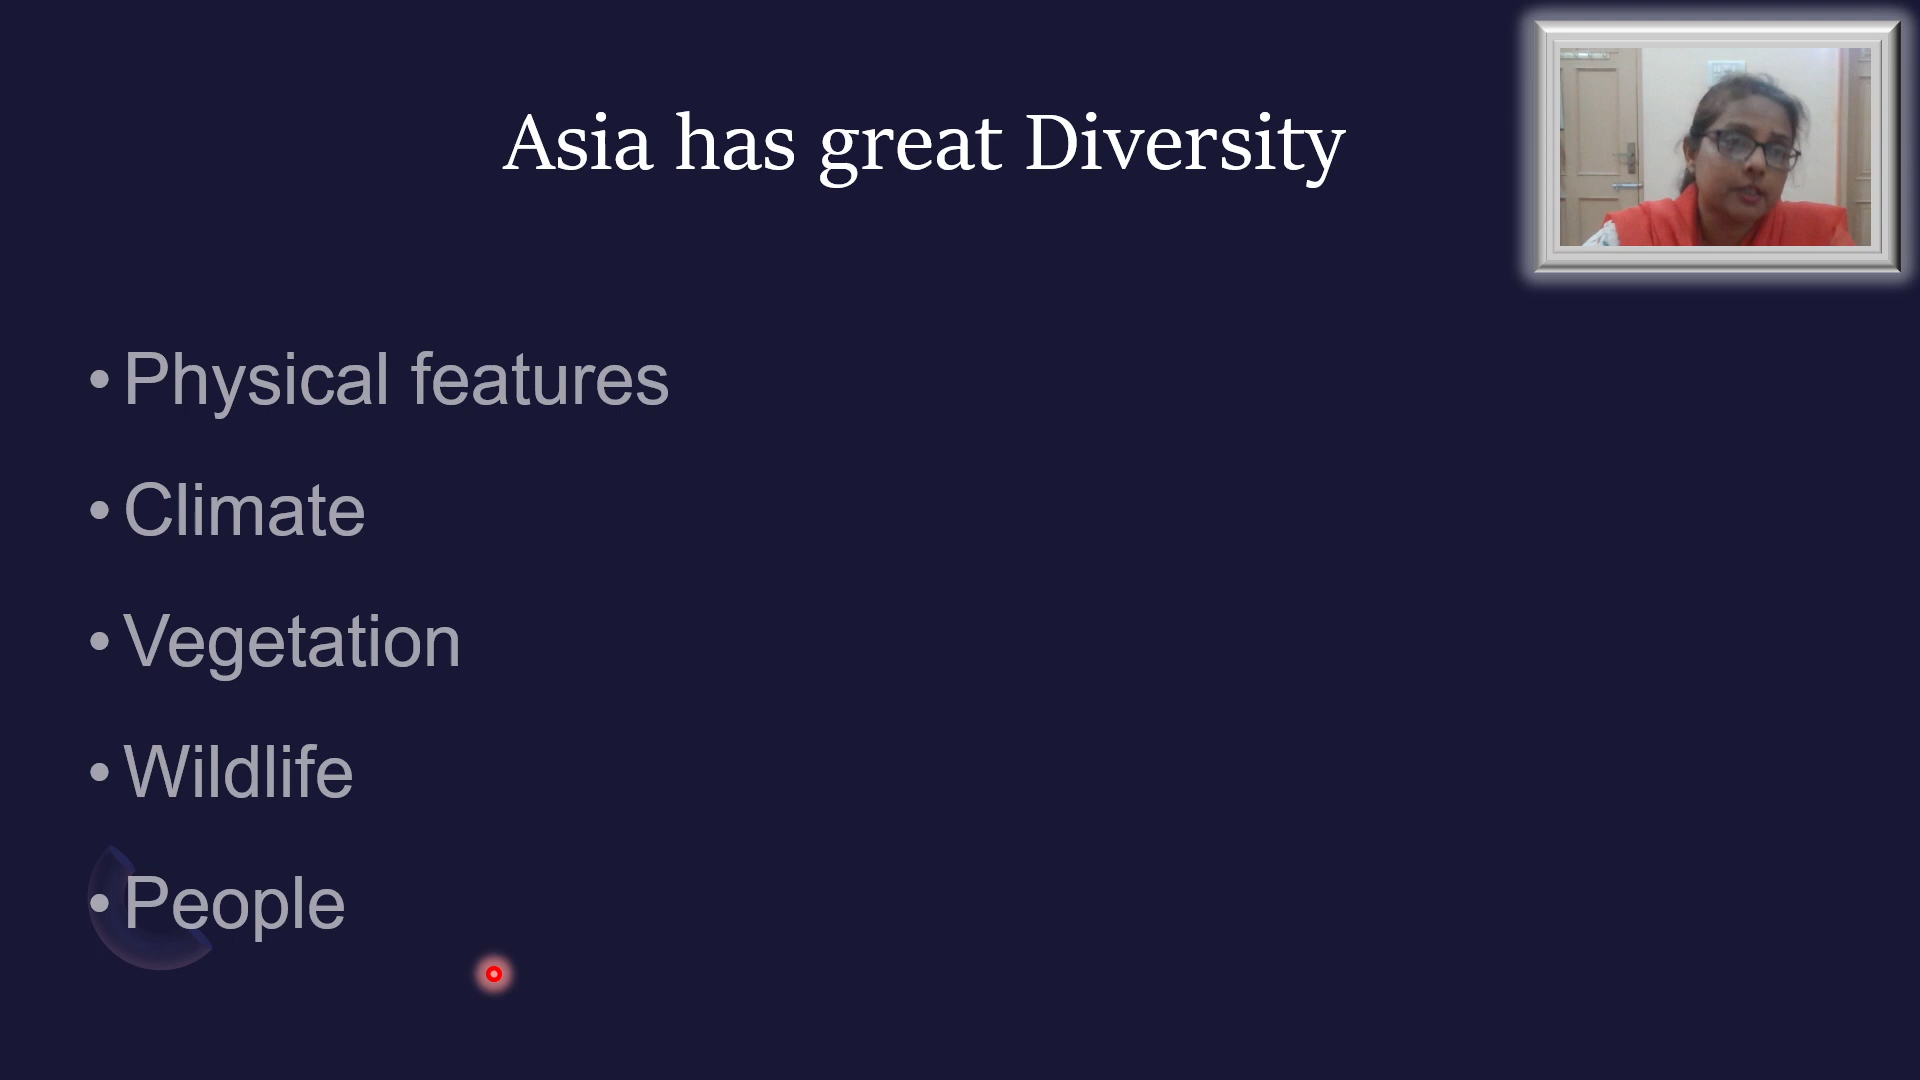 Asia has great Diversity
• Physical features
• Climate
• Vegetation
• Wildlife
• People